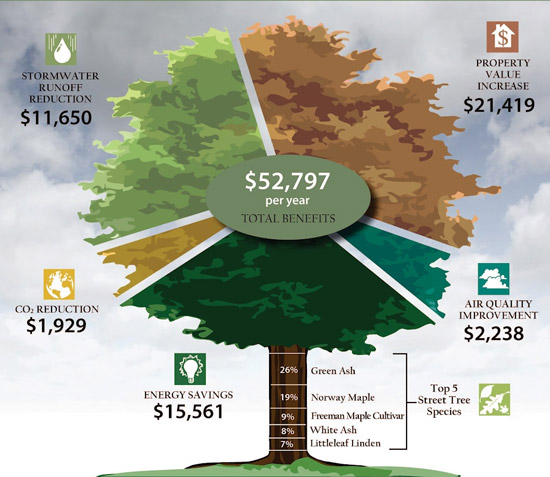 STORMWATER
RUNOFF
REDUCTION
$11,650
$
PROPERTY
VALUE
INCREASE
$21,419
$52,797
per year
TOTAL BENEFITS
CO₂ REDUCTION
$1,929
AIR QUALITY
IMPROVEMENT
$2,238
ENERGY SAVINGS
$15,561
26% Green Ash
19% Norway Maple
9% Freeman Maple Cultivar
8% White Ash
7% Littleleaf Linden
Top 5
Street Tree
Species